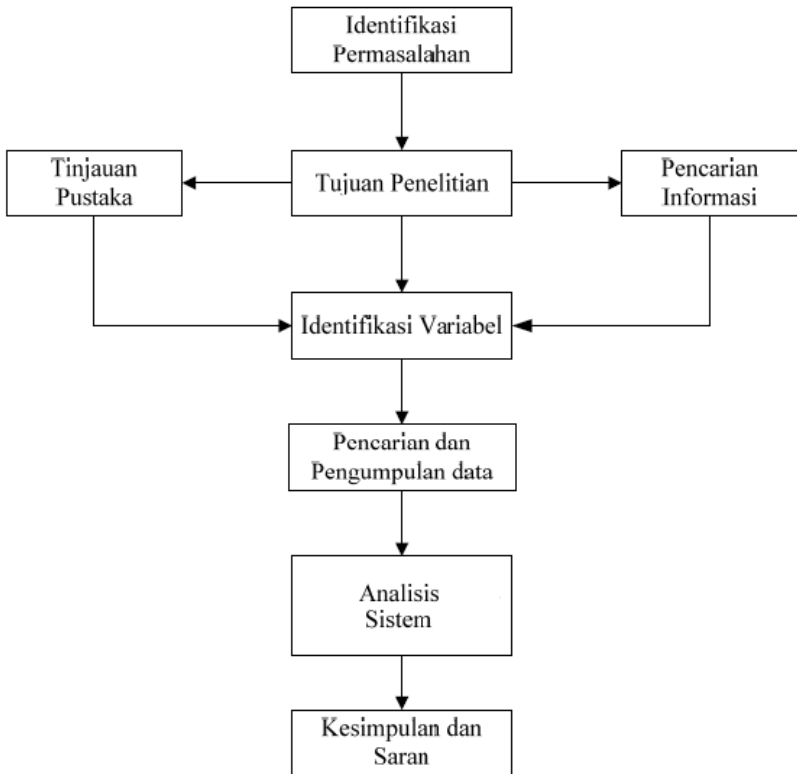 Identifikasi
Permasalahan
Tinjauan
Pustaka
Tujuan Penelitian
Pencarian
Informasi
Identifikasi Variabel
Pencarian dan
Pengumpulan data
Analisis
Sistem
Kesimpulan dan
Saran